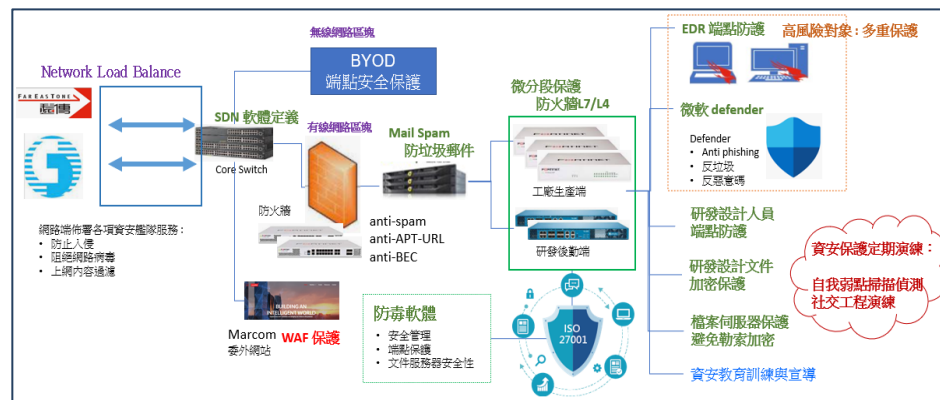 Network Load Balance
FAREASTONE
遠傳
網路端佈署各項資安艦隊服務：
• 防止入侵
• 阻絕網路病毒
• 上網內容過濾
SDN 軟體定義
Core Switch
無線網路區塊
BYOD
端點安全保護
有線網路區塊
防火牆
Mail Spam
防垃圾郵件
anti-spam
anti-APT-URL
anti-BEC
BUILDING AN
INTELLIGENT WORLD
Marcom
委外網站
WAF 保護
微分段保護
防火牆L7/L4
FORTINET
FORTINET
FORTINET
工廠生產端
研發後勤端
防毒軟體
• 安全管理
• 端點保護
• 文件服務器安全性
ISO
27001
EDR 端點防護
高風險對象 : 多重保護
微軟 defender
Defender
• Anti phishing
• 反垃圾
• 反惡意碼
研發設計人員
端點防護
研發設計文件
加密保護
檔案伺服器保護
避免勒索加密
資安教育訓練與宣導
資安保護定期演練：
自我弱點掃描偵測
社交工程演練